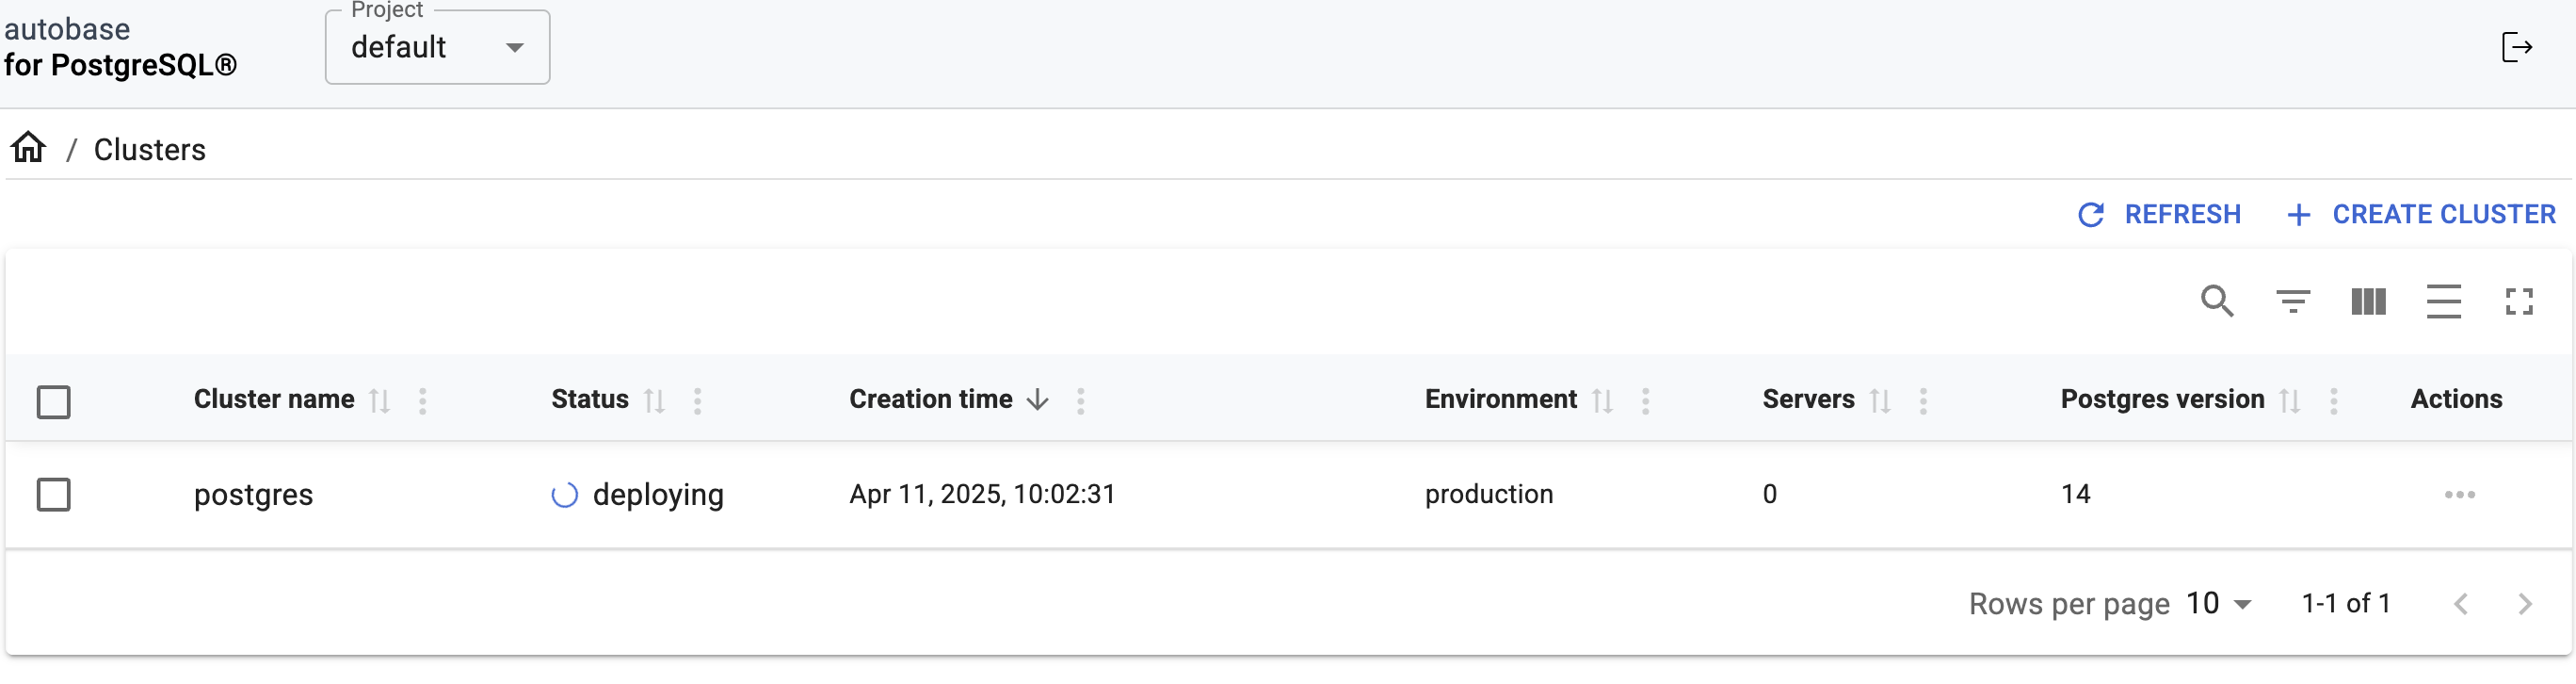 autobase
for PostgreSQL®
Project
default
/ Clusters
REFRESH + CREATE CLUSTER
Cluster name Status Creation time Environment Servers Postgres version Actions
postgres deploying Apr 11, 2025, 10:02:31 production 0 14
Rows per page 10 1-1 of 1